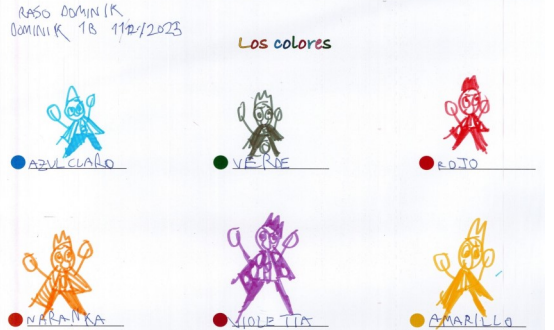 RASO DOMINIK
DOMINIK 1B 11/12/2023
Los colores
AZUL CLARO
VERDE
ROJO
NARANKA
VIOLETTA
AMARILLO